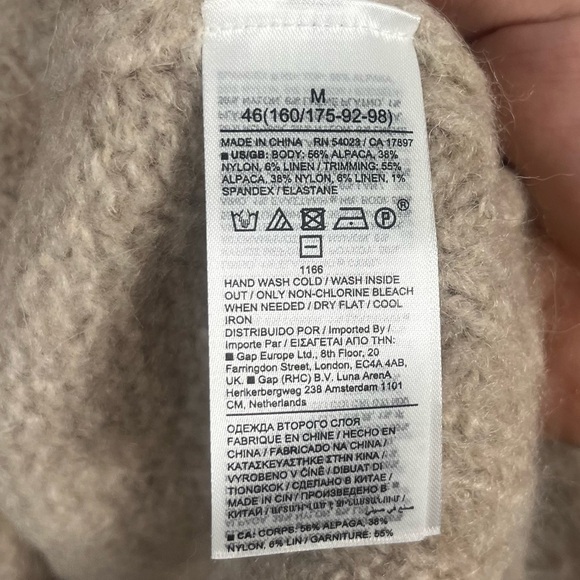 M
46(160/175-92-98)
MADE IN CHINA RN 54023 / CA 17897
US/GB: BODY: 56% ALPACA, 38%
NYLON, 6% LINEN / TRIMMING: 55%
ALPACA, 38% NYLON, 6% LINEN, 1%
SPANDEX / ELASTANE
P ®
1166
HAND WASH COLD / WASH INSIDE
OUT / ONLY NON-CHLORINE BLEACH
WHEN NEEDED / DRY FLAT / COOL
IRON
DISTRIBUIDO POR / Imported By /
Importe Par / ΕΙΣΑΓΕΤΑΙ ΑΠΟ ΤΗΝ:
Gap Europe Ltd., 8th Floor, 20
Farringdon Street, London, EC4A 4AB,
UK. Gap (RHC) B.V. Luna ArenA
Herikerbergweg 238 Amsterdam 1101
CM, Netherlands
ОДЕЖДА ВТОРОГО СЛОЯ
FABRIQUE EN CHINE / HECHO EN
CHINA / FABRICADO NA CHINA /
ΚΑΤΑΣΚΕΥΑΣΤΗΚΕ ΣΤΗΝ ΚΙΝΑ /
VYROBENO V ČÍNĚ / DIBUAT DI
TIONGKOK / СДЕЛАНО В КИТАЕ /
MADE IN CIN / ПРОИЗВЕДЕНО В
КИТАЙ /
CA: CORPS: 56% ALPAGA, 38%
NYLON, 6% LIN / GARNITURE: 55%